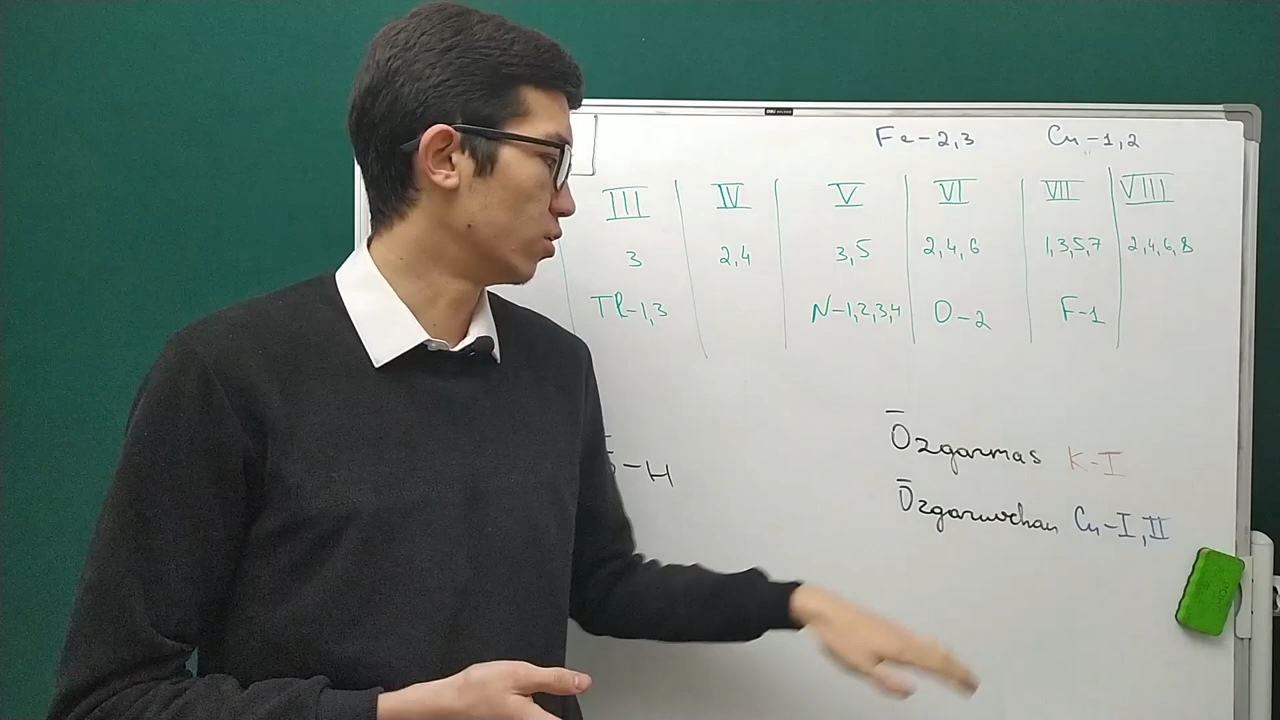 Fe-2,3 Cu-1,2
III IV V VI VII VIII
3 2,4 3,5 2,4,6 1,3,5,7 2,4,6,8
Tl-1,3 N-1,2,3,4 O-2 F-1
Ōzgarmas K-I
-H
Ōzgaruvchan Cu-I,II